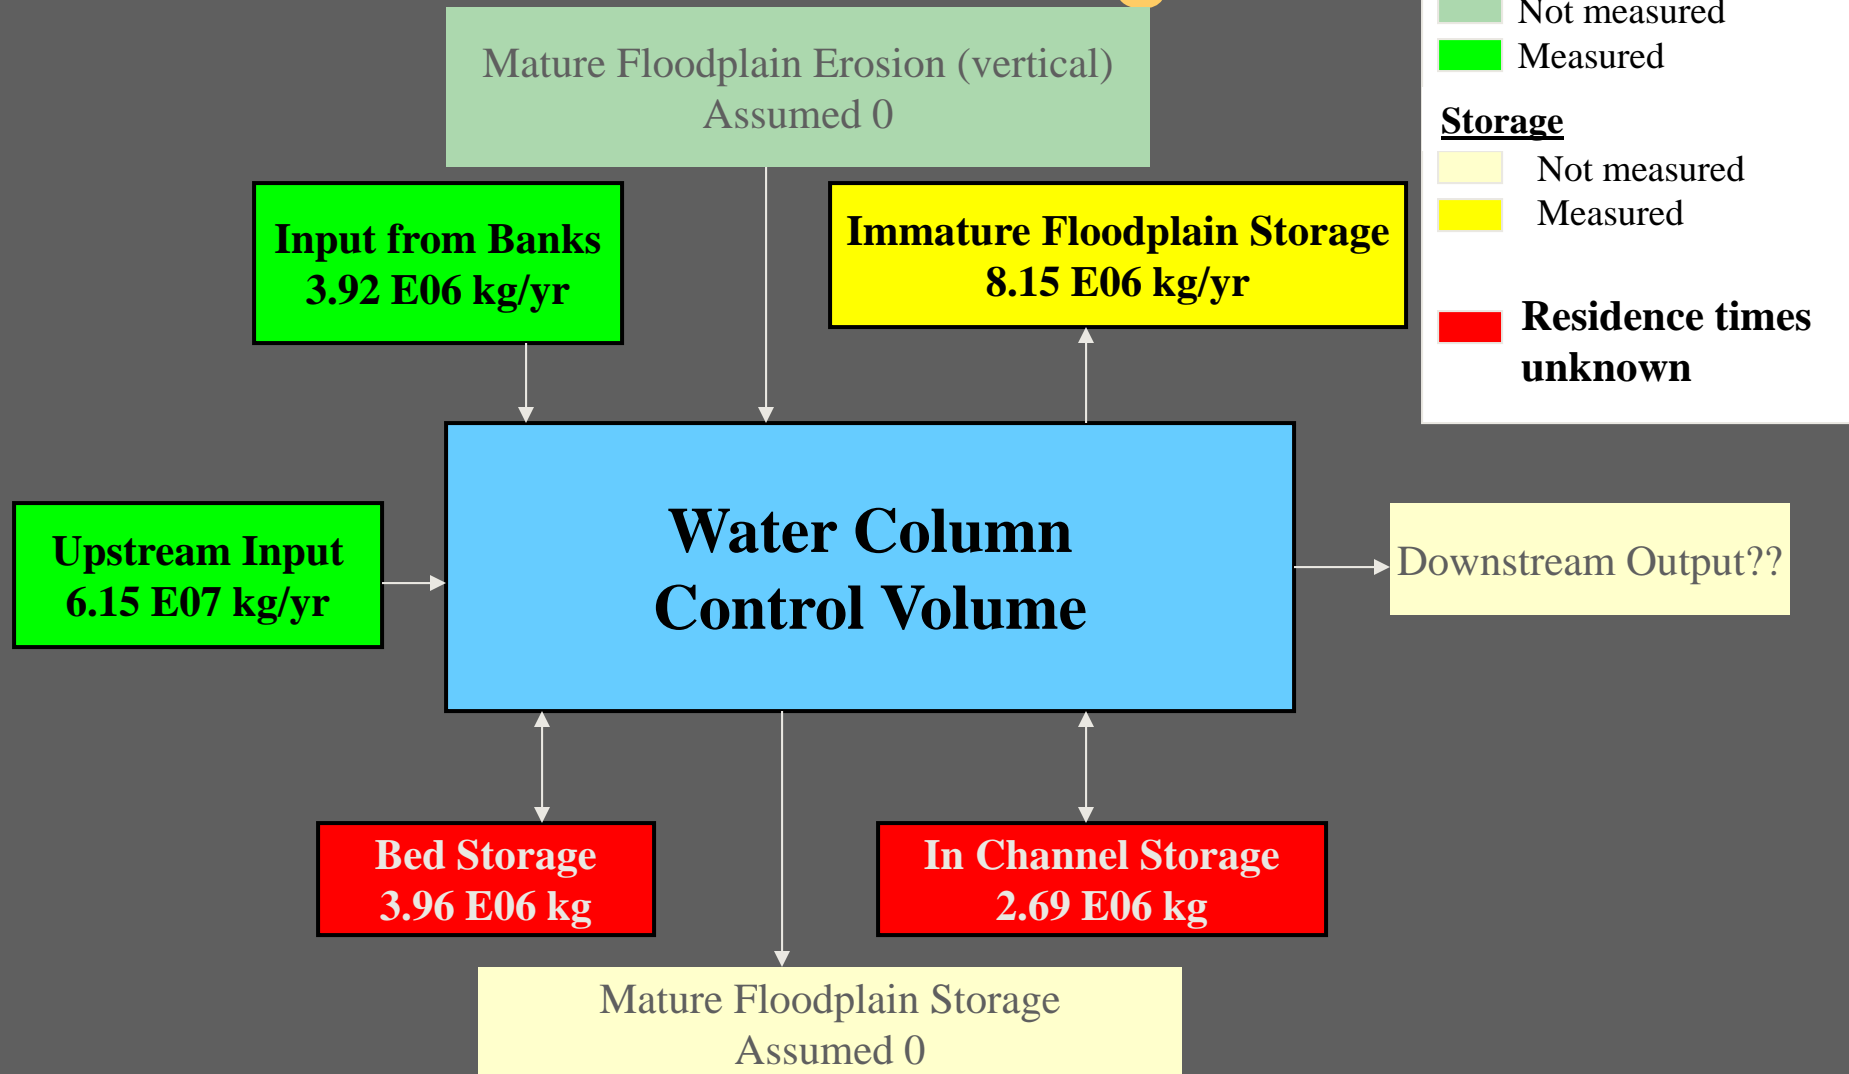 Mature Floodplain Erosion (vertical)
Assumed 0
Not measured
Measured
Storage
Not measured
Measured
Residence times
unknown
Input from Banks
3.92 E06 kg/yr
Immature Floodplain Storage
8.15 E06 kg/yr
Upstream Input
6.15 E07 kg/yr
Water Column
Control Volume
Downstream Output??
Bed Storage
3.96 E06 kg
In Channel Storage
2.69 E06 kg
Mature Floodplain Storage
Assumed 0